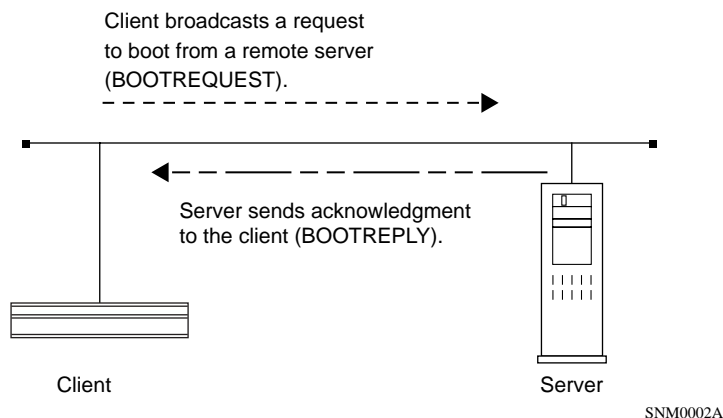 Client broadcasts a request
to boot from a remote server
(BOOTREQUEST).
Server sends acknowledgment
to the client (BOOTREPLY).
Client
Server
SNM0002A